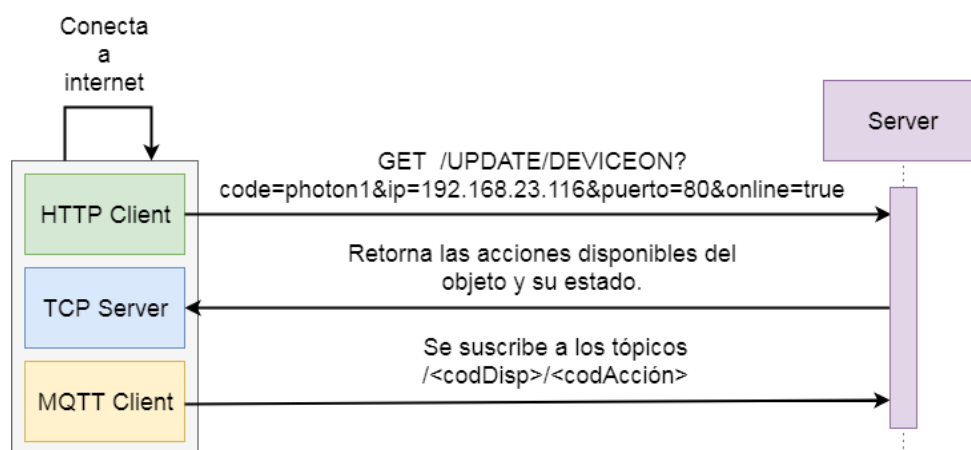 Conecta
a
internet
Server
GET /UPDATE/DEVICEON?
code=photon1&ip=192.168.23.116&puerto=80&online=true
HTTP Client
Retorna las acciones disponibles del
objeto y su estado.
TCP Server
Se suscribe a los tópicos
/<codDisp>/<codAcción>
MQTT Client